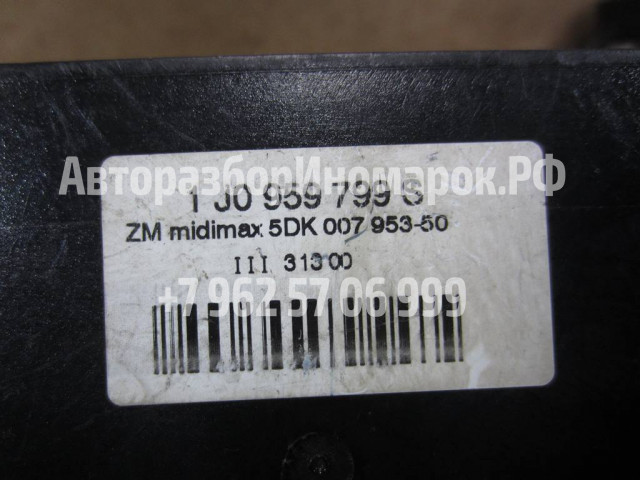 АвторазборИномарок.РФ
1 J0 959 799
ZM midimax 5DK 007 953-50
III 313 00
+7 962 57 06 999